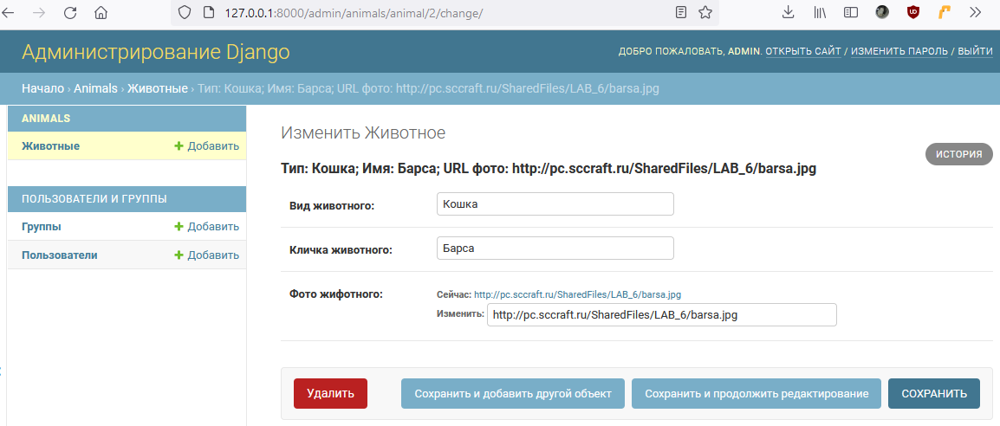 127.0.0.1:8000/admin/animals/animal/2/change/
Администрирование Django
ДОБРО ПОЖАЛОВАТЬ, ADMIN. ОТКРЫТЬ САЙТ / ИЗМЕНИТЬ ПАРОЛЬ / ВЫЙТИ
Начало › Animals › Животные › Тип: Кошка; Имя: Барса; URL фото: http://pc.sccraft.ru/SharedFiles/LAB_6/barsa.jpg
ANIMALS
Животные + Добавить
ПОЛЬЗОВАТЕЛИ И ГРУППЫ
Группы + Добавить
Пользователи + Добавить
Изменить Животное
ИСТОРИЯ
Тип: Кошка; Имя: Барса; URL фото: http://pc.sccraft.ru/SharedFiles/LAB_6/barsa.jpg
Вид животного: Кошка
Кличка животного: Барса
Фото жифотного: Сейчас: http://pc.sccraft.ru/SharedFiles/LAB_6/barsa.jpg
Изменить: http://pc.sccraft.ru/SharedFiles/LAB_6/barsa.jpg
Удалить Сохранить и добавить другой объект Сохранить и продолжить редактирование СОХРАНИТЬ